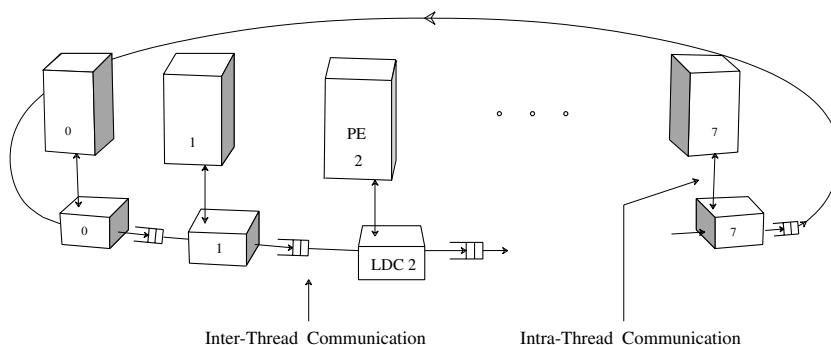 0
1
PE
2
7
0
1
LDC 2
7
Inter-Thread Communication
Intra-Thread Communication